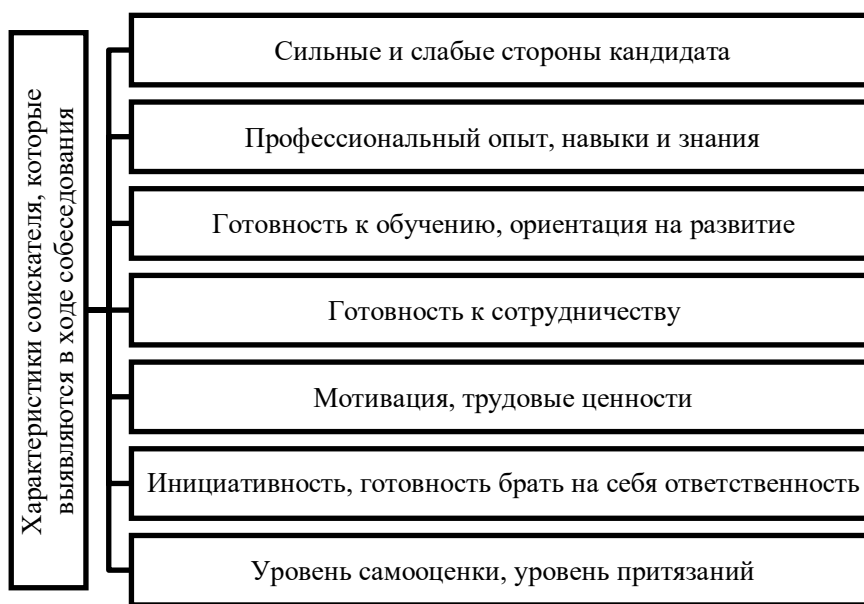 Характеристики соискателя, которые
выявляются в ходе собеседования
Сильные и слабые стороны кандидата
Профессиональный опыт, навыки и знания
Готовность к обучению, ориентация на развитие
Готовность к сотрудничеству
Мотивация, трудовые ценности
Инициативность, готовность брать на себя ответственность
Уровень самооценки, уровень притязаний